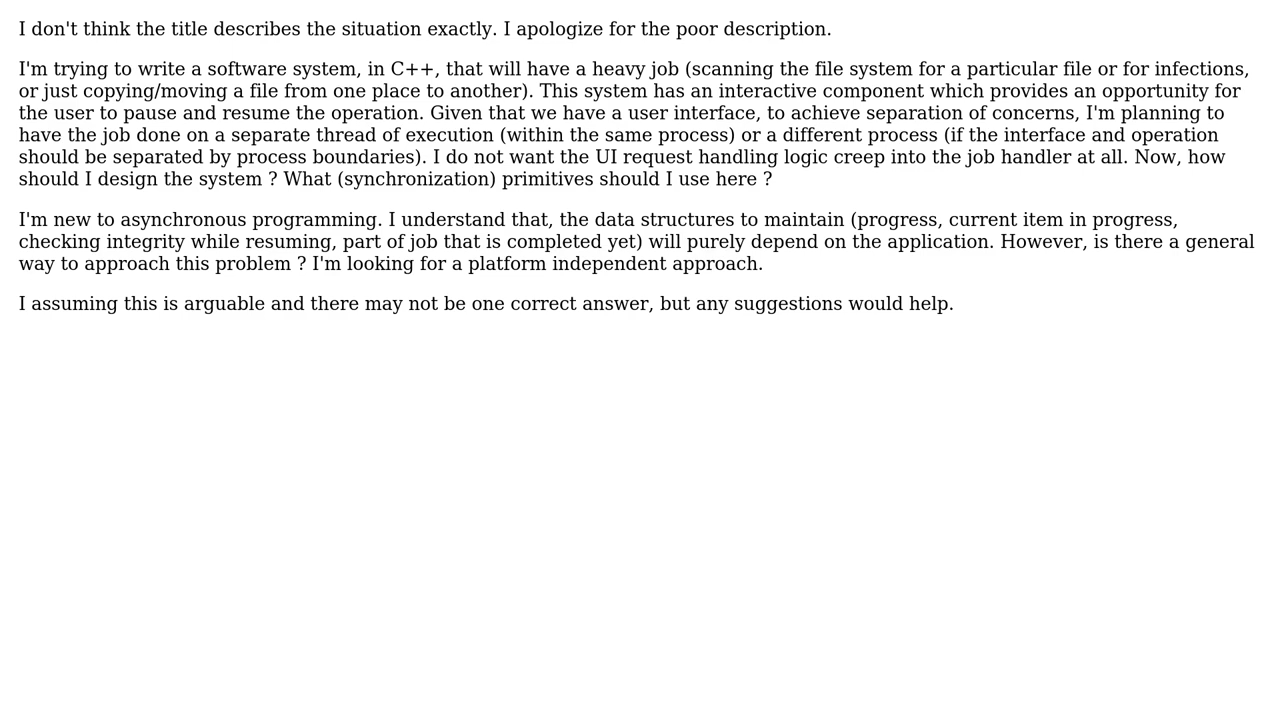 I don't think the title describes the situation exactly. I apologize for the poor description.
I'm trying to write a software system, in C++, that will have a heavy job (scanning the file system for a particular file or for infections,
or just copying/moving a file from one place to another). This system has an interactive component which provides an opportunity for
the user to pause and resume the operation. Given that we have a user interface, to achieve separation of concerns, I'm planning to
have the job done on a separate thread of execution (within the same process) or a different process (if the interface and operation
should be separated by process boundaries). I do not want the UI request handling logic creep into the job handler at all. Now, how
should I design the system ? What (synchronization) primitives should I use here ?
I'm new to asynchronous programming. I understand that, the data structures to maintain (progress, current item in progress,
checking integrity while resuming, part of job that is completed yet) will purely depend on the application. However, is there a general
way to approach this problem ? I'm looking for a platform independent approach.
I assuming this is arguable and there may not be one correct answer, but any suggestions would help.